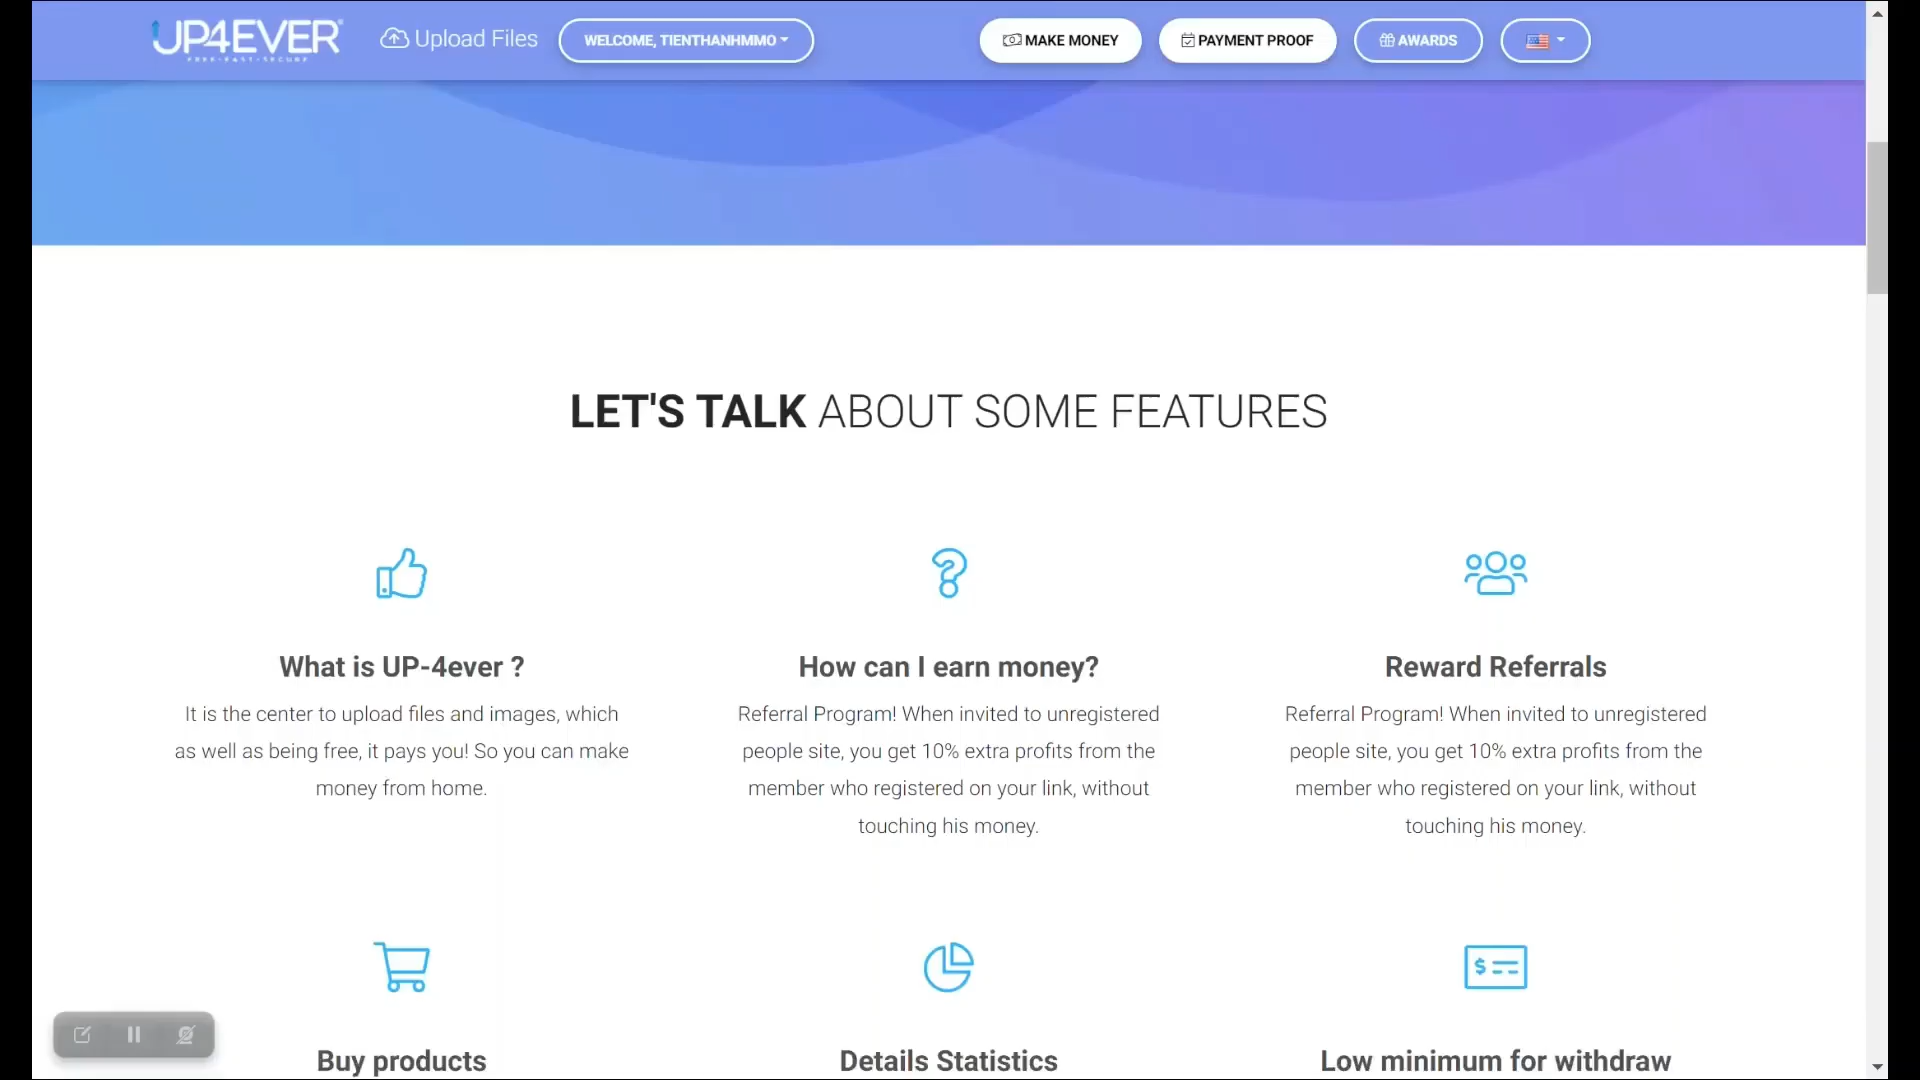 UP4EVER
FREE-FAST-SECURE
Upload Files
WELCOME, TIENTHANHMMO
MAKE MONEY
PAYMENT PROOF
AWARDS
LET'S TALK ABOUT SOME FEATURES
What is UP-4ever ?
It is the center to upload files and images, which
as well as being free, it pays you! So you can make
money from home.
How can I earn money?
Referral Program! When invited to unregistered
people site, you get 10% extra profits from the
member who registered on your link, without
touching his money.
Reward Referrals
Referral Program! When invited to unregistered
people site, you get 10% extra profits from the
member who registered on your link, without
touching his money.
Buy products
Details Statistics
Low minimum for withdraw